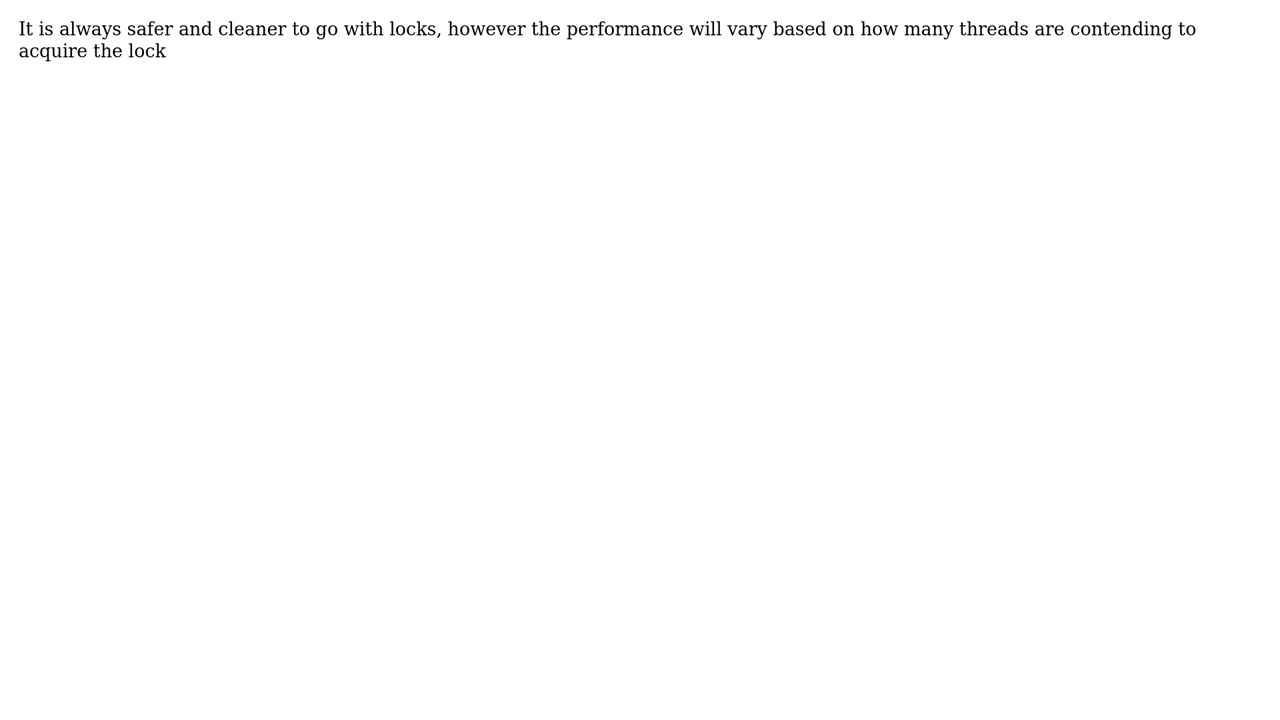 It is always safer and cleaner to go with locks, however the performance will vary based on how many threads are contending to
acquire the lock